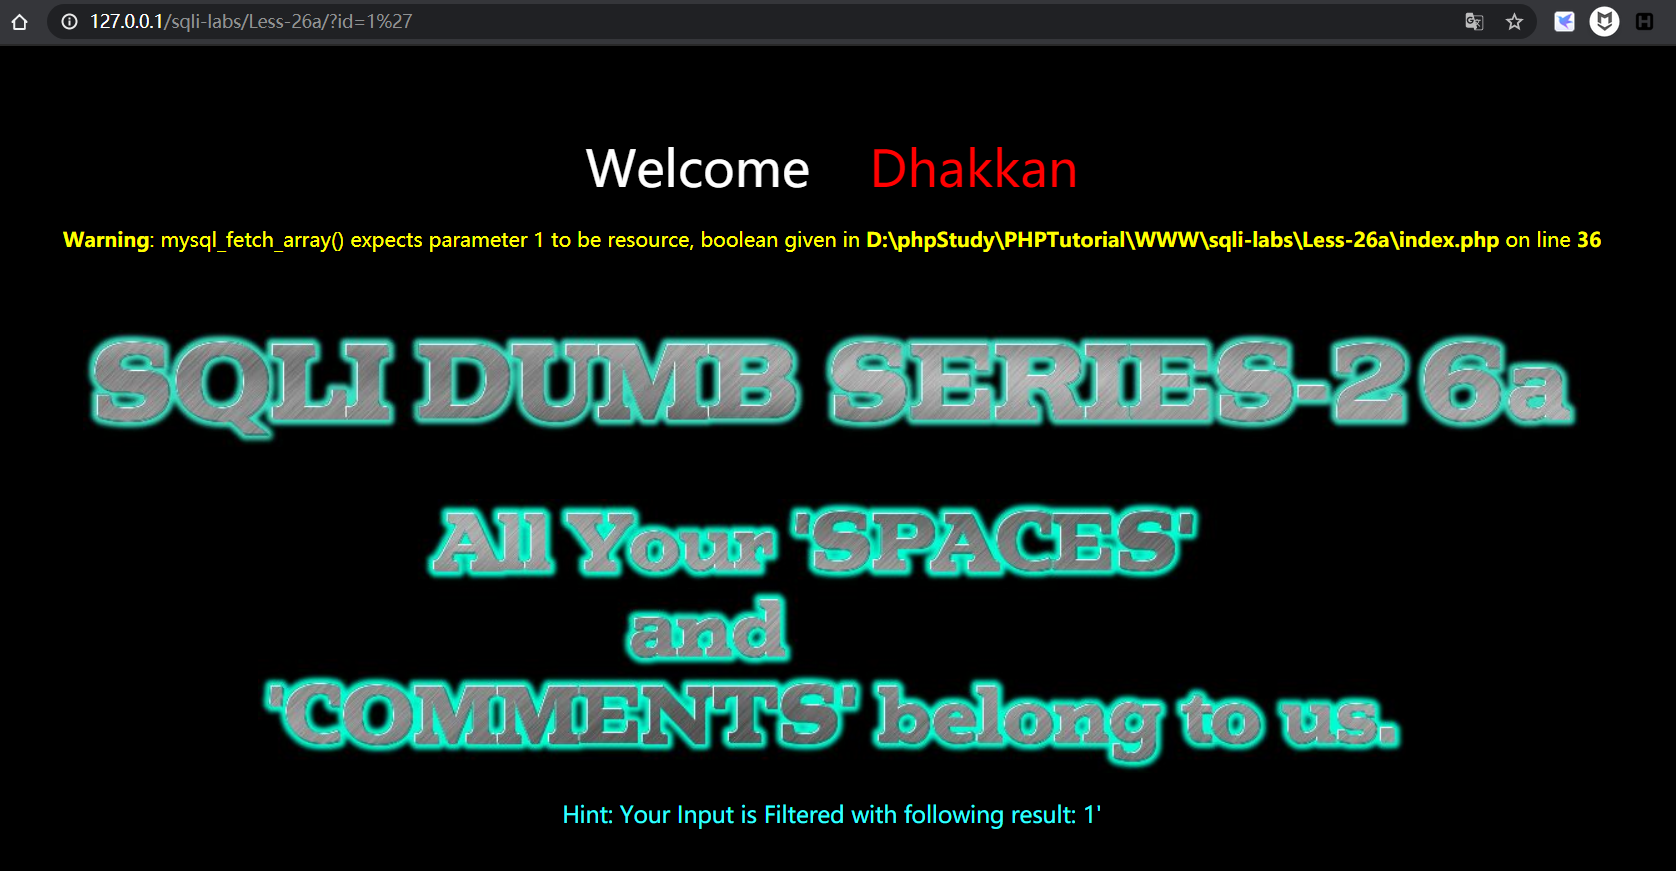 127.0.0.1/sqli-labs/Less-26a/?id=1%27
Welcome Dhakkan
Warning: mysql_fetch_array() expects parameter 1 to be resource, boolean given in D:\phpStudy\PHPTutorial\WWW\sqli-labs\Less-26a\index.php on line 36
SQLI DUMB SERIES-26a
All Your 'SPACES'
and
'COMMENTS' belong to us.
Hint: Your Input is Filtered with following result: 1'